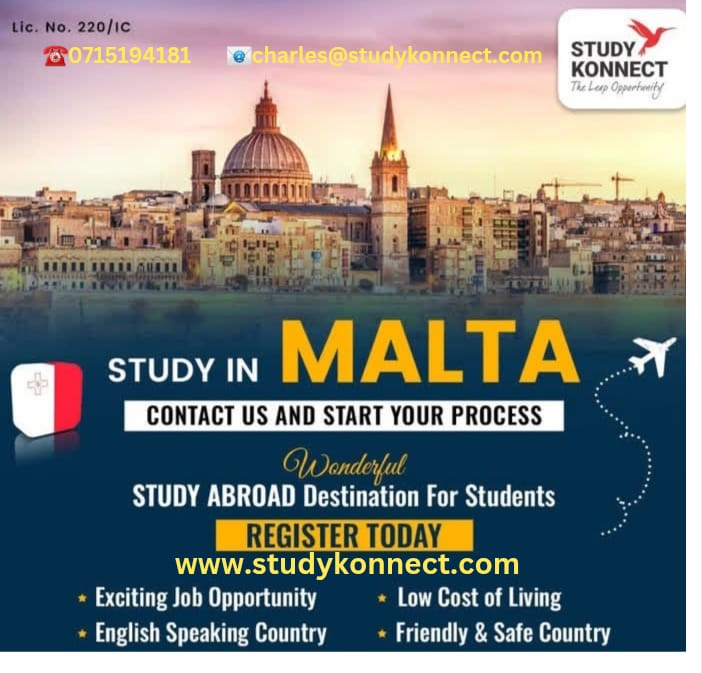 Lic. No. 220/IC
☎️0715194181 📧charles@studykonnect.com
STUDY
KONNECT
The Leap Opportunity
STUDY IN MALTA
CONTACT US AND START YOUR PROCESS
Wonderful
STUDY ABROAD Destination For Students
REGISTER TODAY
www.studykonnect.com
★ Exciting Job Opportunity
★ Low Cost of Living
★ English Speaking Country
★ Friendly & Safe Country